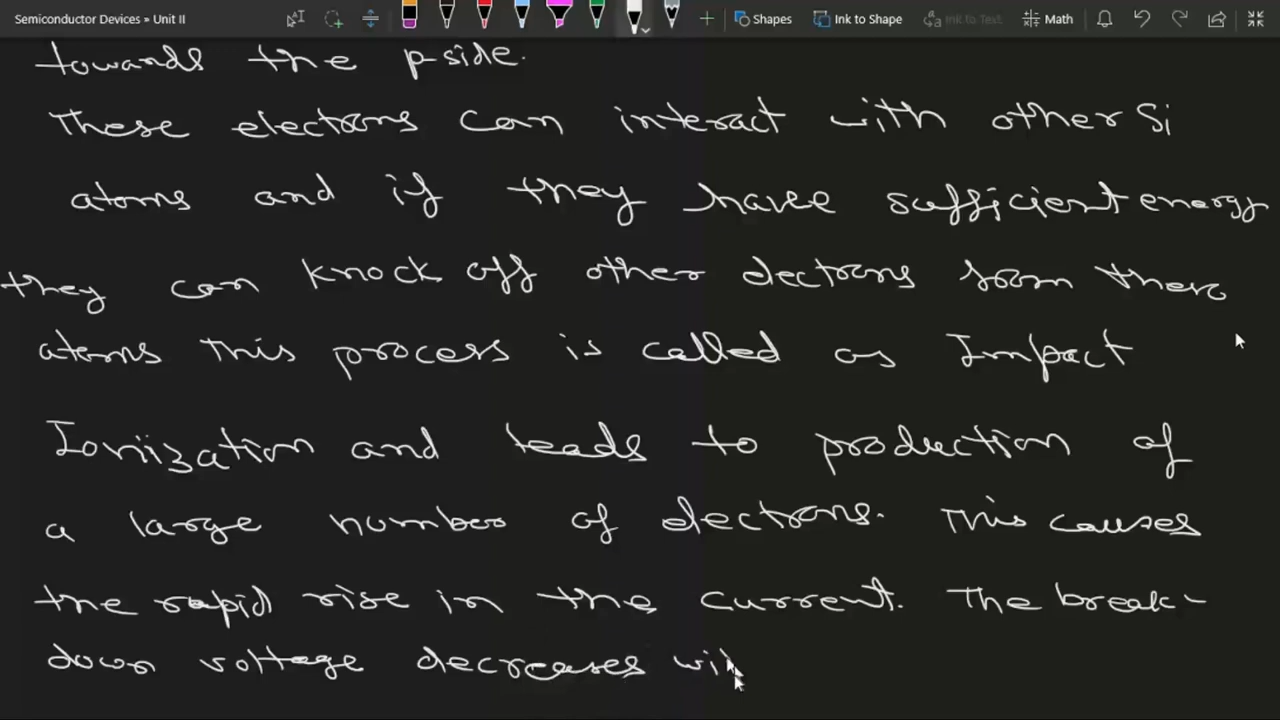 Semiconductor Devices » Unit II
Shapes Ink to Shape Ink to Text Math
towards the p-side.
These electrons can interact with other Si
atoms and if they have sufficient energy
they can knock off other electrons from there
atoms This process is called as Impact
Ionization and leads to production of
a large number of electrons. This causes
the rapid rise in the current. The break-
down voltage decreases wit